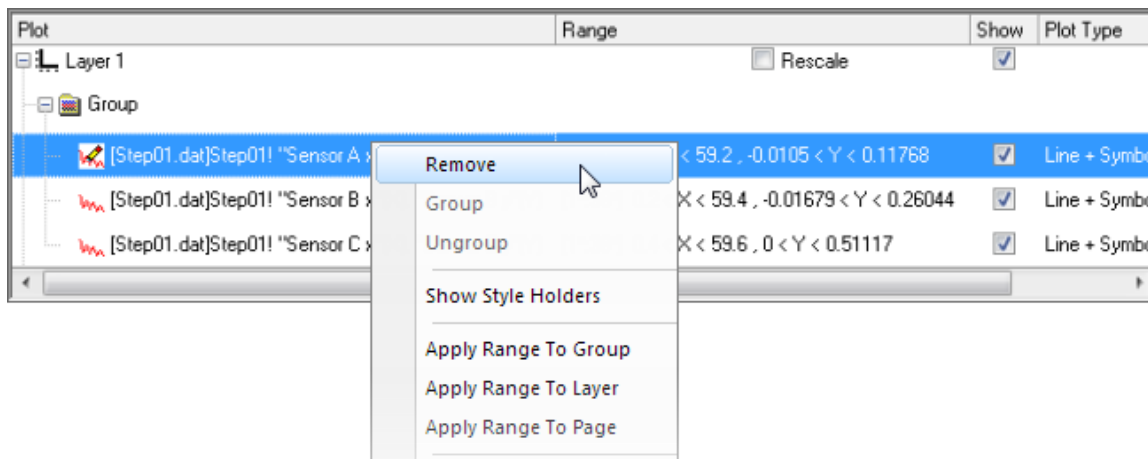 Plot Range Show Plot Type
Layer 1 Rescale
Group
[Step01.dat]Step01! "Sensor A x < 59.2 , -0.0105 < Y < 0.11768 Line + Symbo
[Step01.dat]Step01! "Sensor B x X < 59.4 , -0.01679 < Y < 0.26044 Line + Symbo
[Step01.dat]Step01! "Sensor C x X < 59.6 , 0 < Y < 0.51117 Line + Symbo
Remove
Group
Ungroup
Show Style Holders
Apply Range To Group
Apply Range To Layer
Apply Range To Page